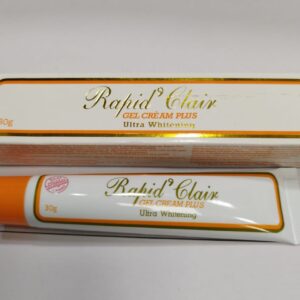 Rapid's Clair
30g
GEL CREAM PLUS
Ultra Whitening
Rapid's Clair
GEL CREAM PLUS
30g
Ultra Whitening